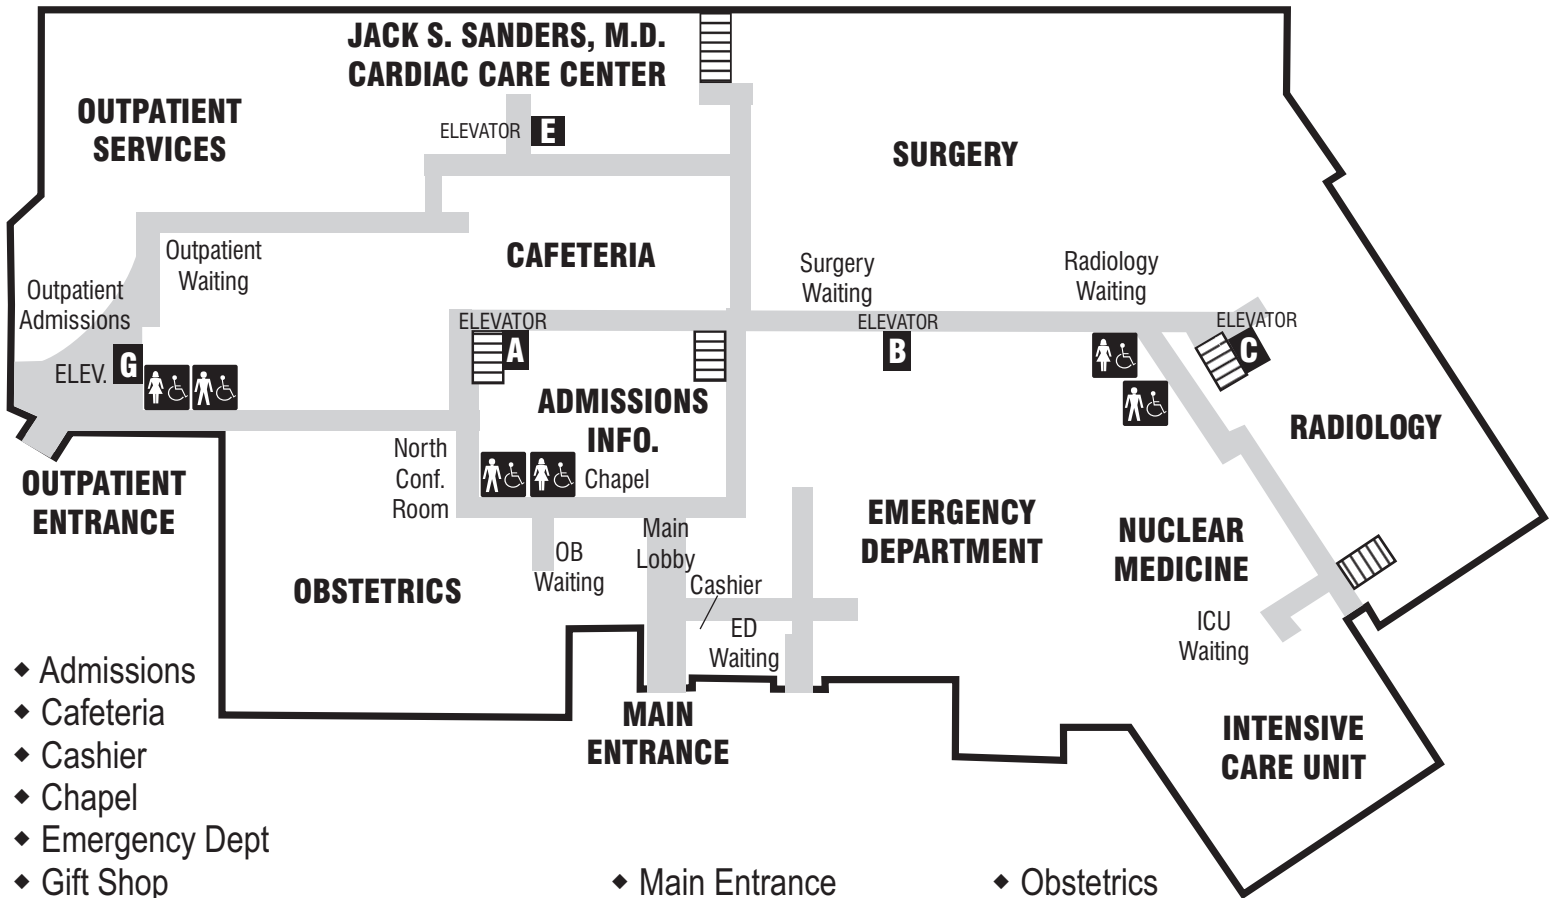 JACK S. SANDERS, M.D.
CARDIAC CARE CENTER
OUTPATIENT
SERVICES
ELEVATOR E
SURGERY
Outpatient
Waiting
CAFETERIA
Surgery
Waiting
Radiology
Waiting
Outpatient
Admissions
ELEVATOR
A
ELEVATOR
B
ELEVATOR
C
ELEV. G
ADMISSIONS
INFO.
RADIOLOGY
North
Conf.
Room
Chapel
OUTPATIENT
ENTRANCE
EMERGENCY
DEPARTMENT
NUCLEAR
MEDICINE
Main
Lobby
OB
Waiting
OBSTETRICS
Cashier
ED
Waiting
ICU
Waiting
MAIN
ENTRANCE
INTENSIVE
CARE UNIT
◆ Admissions
◆ Cafeteria
◆ Cashier
◆ Chapel
◆ Emergency Dept
◆ Gift Shop
◆ Main Entrance
◆ Obstetrics